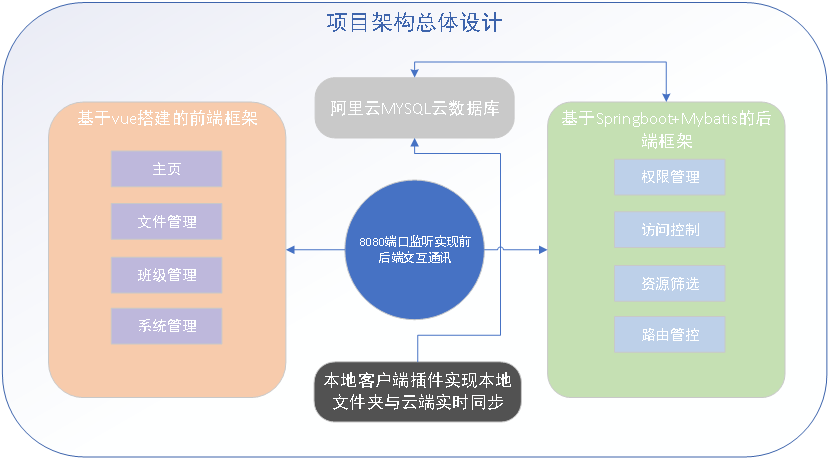 项目架构总体设计
阿里云MYSQL云数据库
基于vue搭建的前端框架
主页
文件管理
班级管理
系统管理
8080端口监听实现前
后端交互通讯
本地客户端插件实现本地
文件夹与云端实时同步
基于Springboot+Mybatis的后
端框架
权限管理
访问控制
资源筛选
路由管控